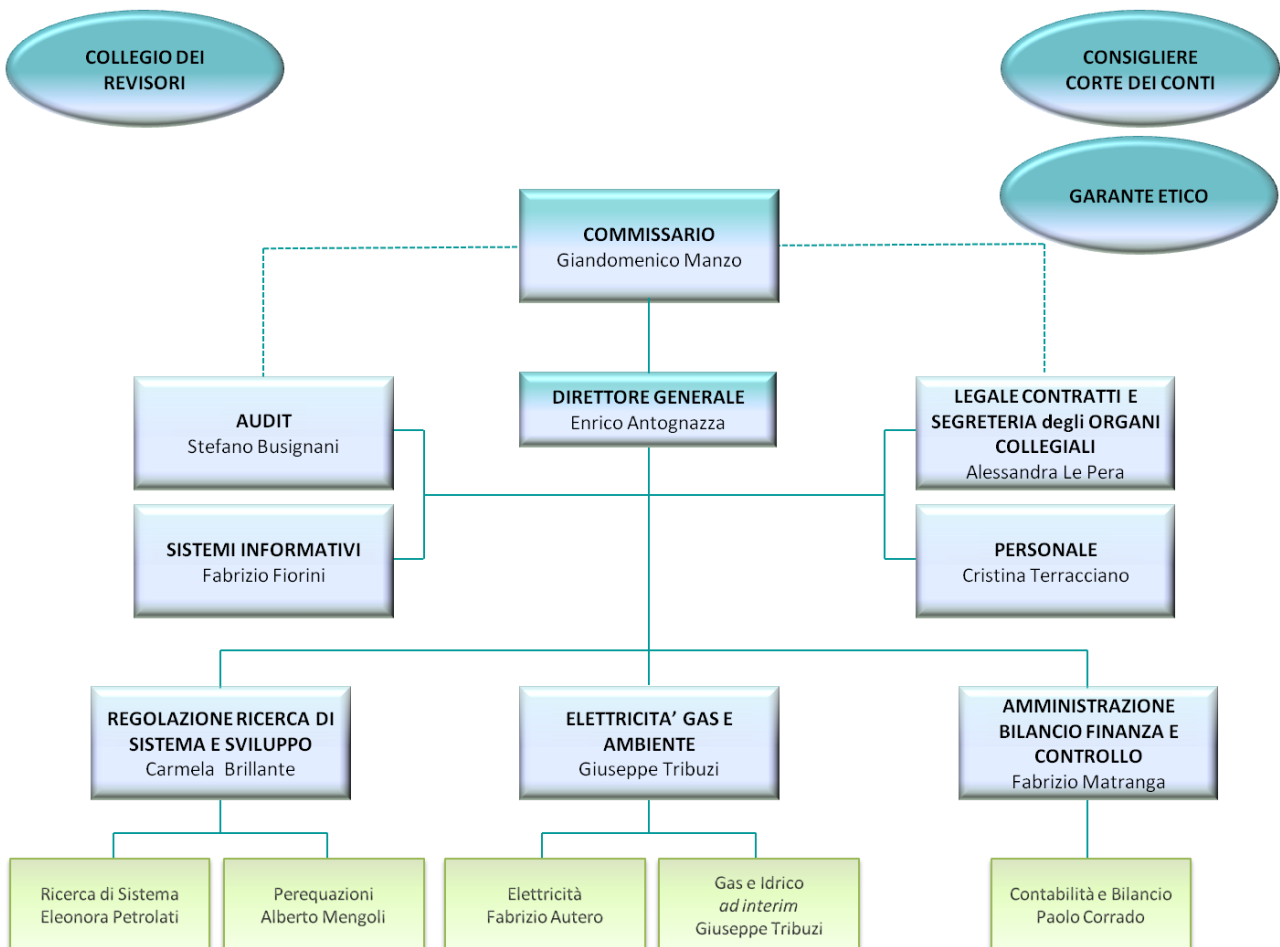 COLLEGIO DEI
REVISORI
CONSIGLIERE
CORTE DEI CONTI
GARANTE ETICO
COMMISSARIO
Giandomenico Manzo
DIRETTORE GENERALE
Enrico Antognazza
AUDIT
Stefano Busignani
LEGALE CONTRATTI E
SEGRETERIA degli ORGANI
COLLEGIALI
Alessandra Le Pera
SISTEMI INFORMATIVI
Fabrizio Fiorini
PERSONALE
Cristina Terracciano
REGOLAZIONE RICERCA DI
SISTEMA E SVILUPPO
Carmela Brillante
ELETTRICITA’ GAS E
AMBIENTE
Giuseppe Tribuzi
AMMINISTRAZIONE
BILANCIO FINANZA E
CONTROLLO
Fabrizio Matranga
Ricerca di Sistema
Eleonora Petrolati
Perequazioni
Alberto Mengoli
Elettricità
Fabrizio Autero
Gas e Idrico
ad interim
Giuseppe Tribuzi
Contabilità e Bilancio
Paolo Corrado